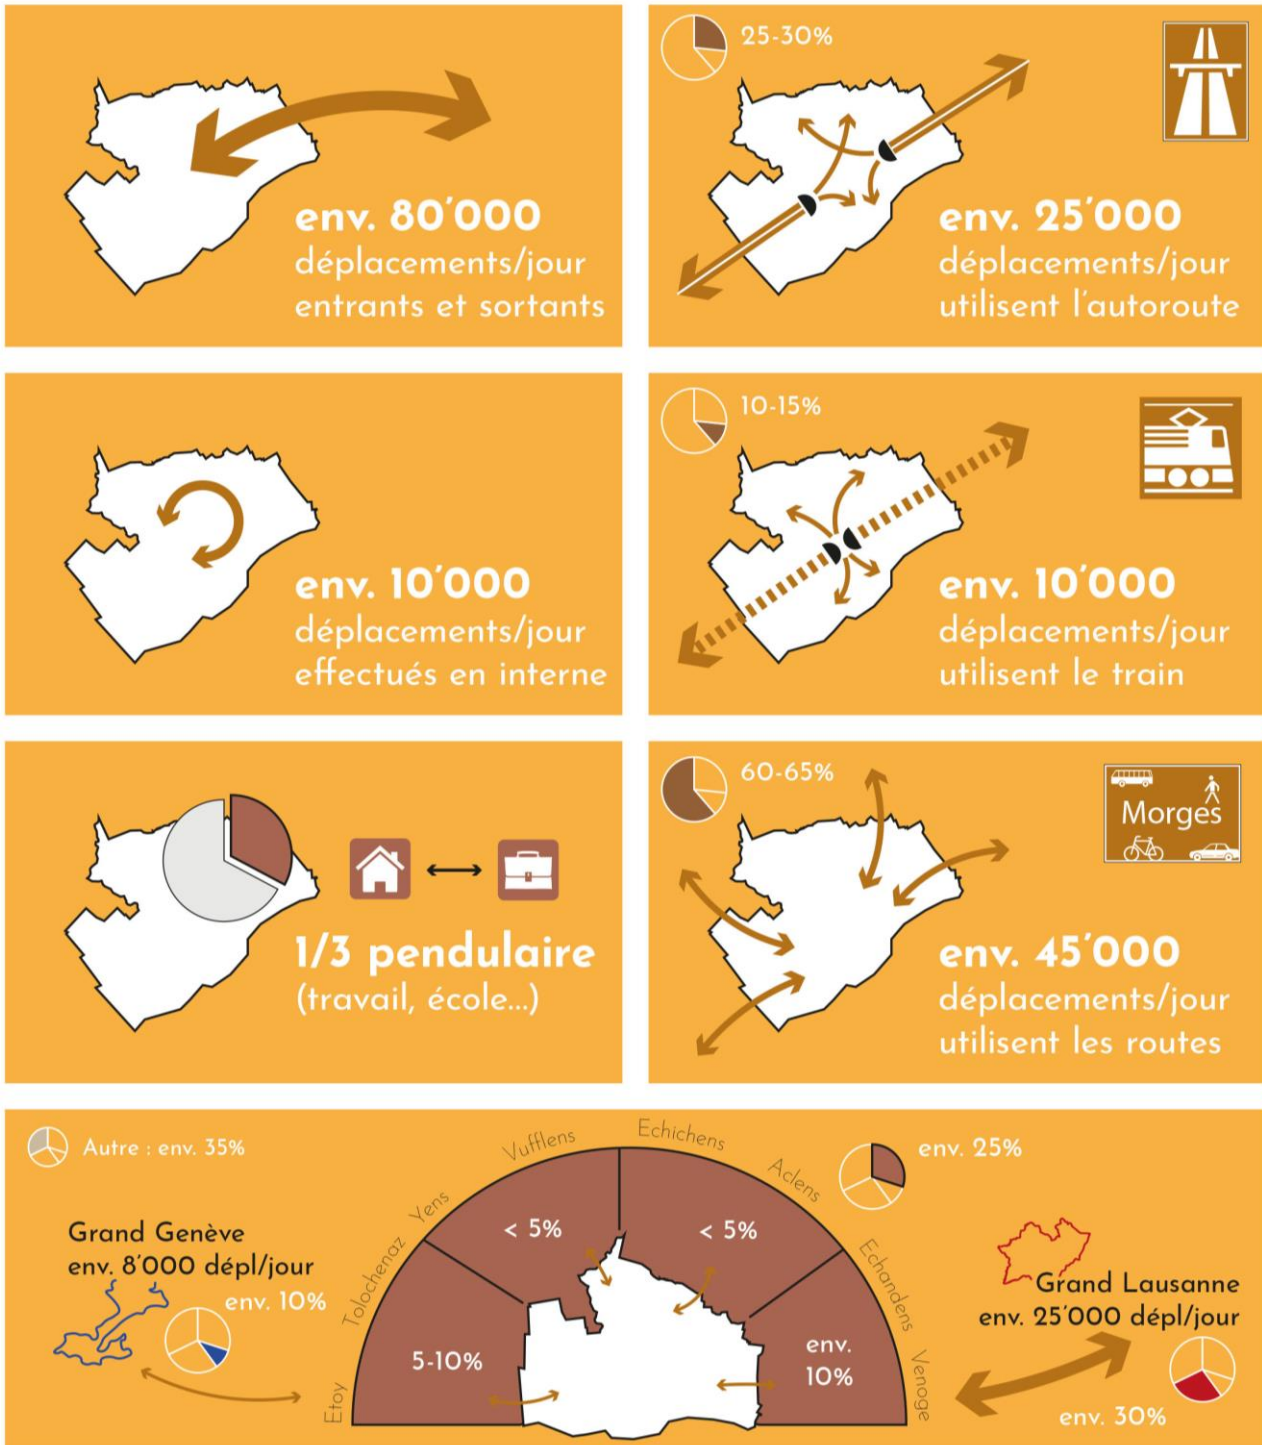 env. 80'000
déplacements/jour
entrants et sortants
25-30%
env. 25'000
déplacements/jour
utilisent l'autoroute
env. 10'000
déplacements/jour
effectués en interne
10-15%
env. 10'000
déplacements/jour
utilisent le train
1/3 pendulaire
(travail, école...)
60-65%
Morges
env. 45'000
déplacements/jour
utilisent les routes
Autre : env. 35%
Grand Genève
env. 8'000 dépl/jour
env. 10%
Etoy
Tolochenaz
Yens
Vufflens
Echichens
Aclens
Echandens
Venoge
5-10%
< 5%
< 5%
env.
10%
env. 25%
Grand Lausanne
env. 25'000 dépl/jour
env. 30%